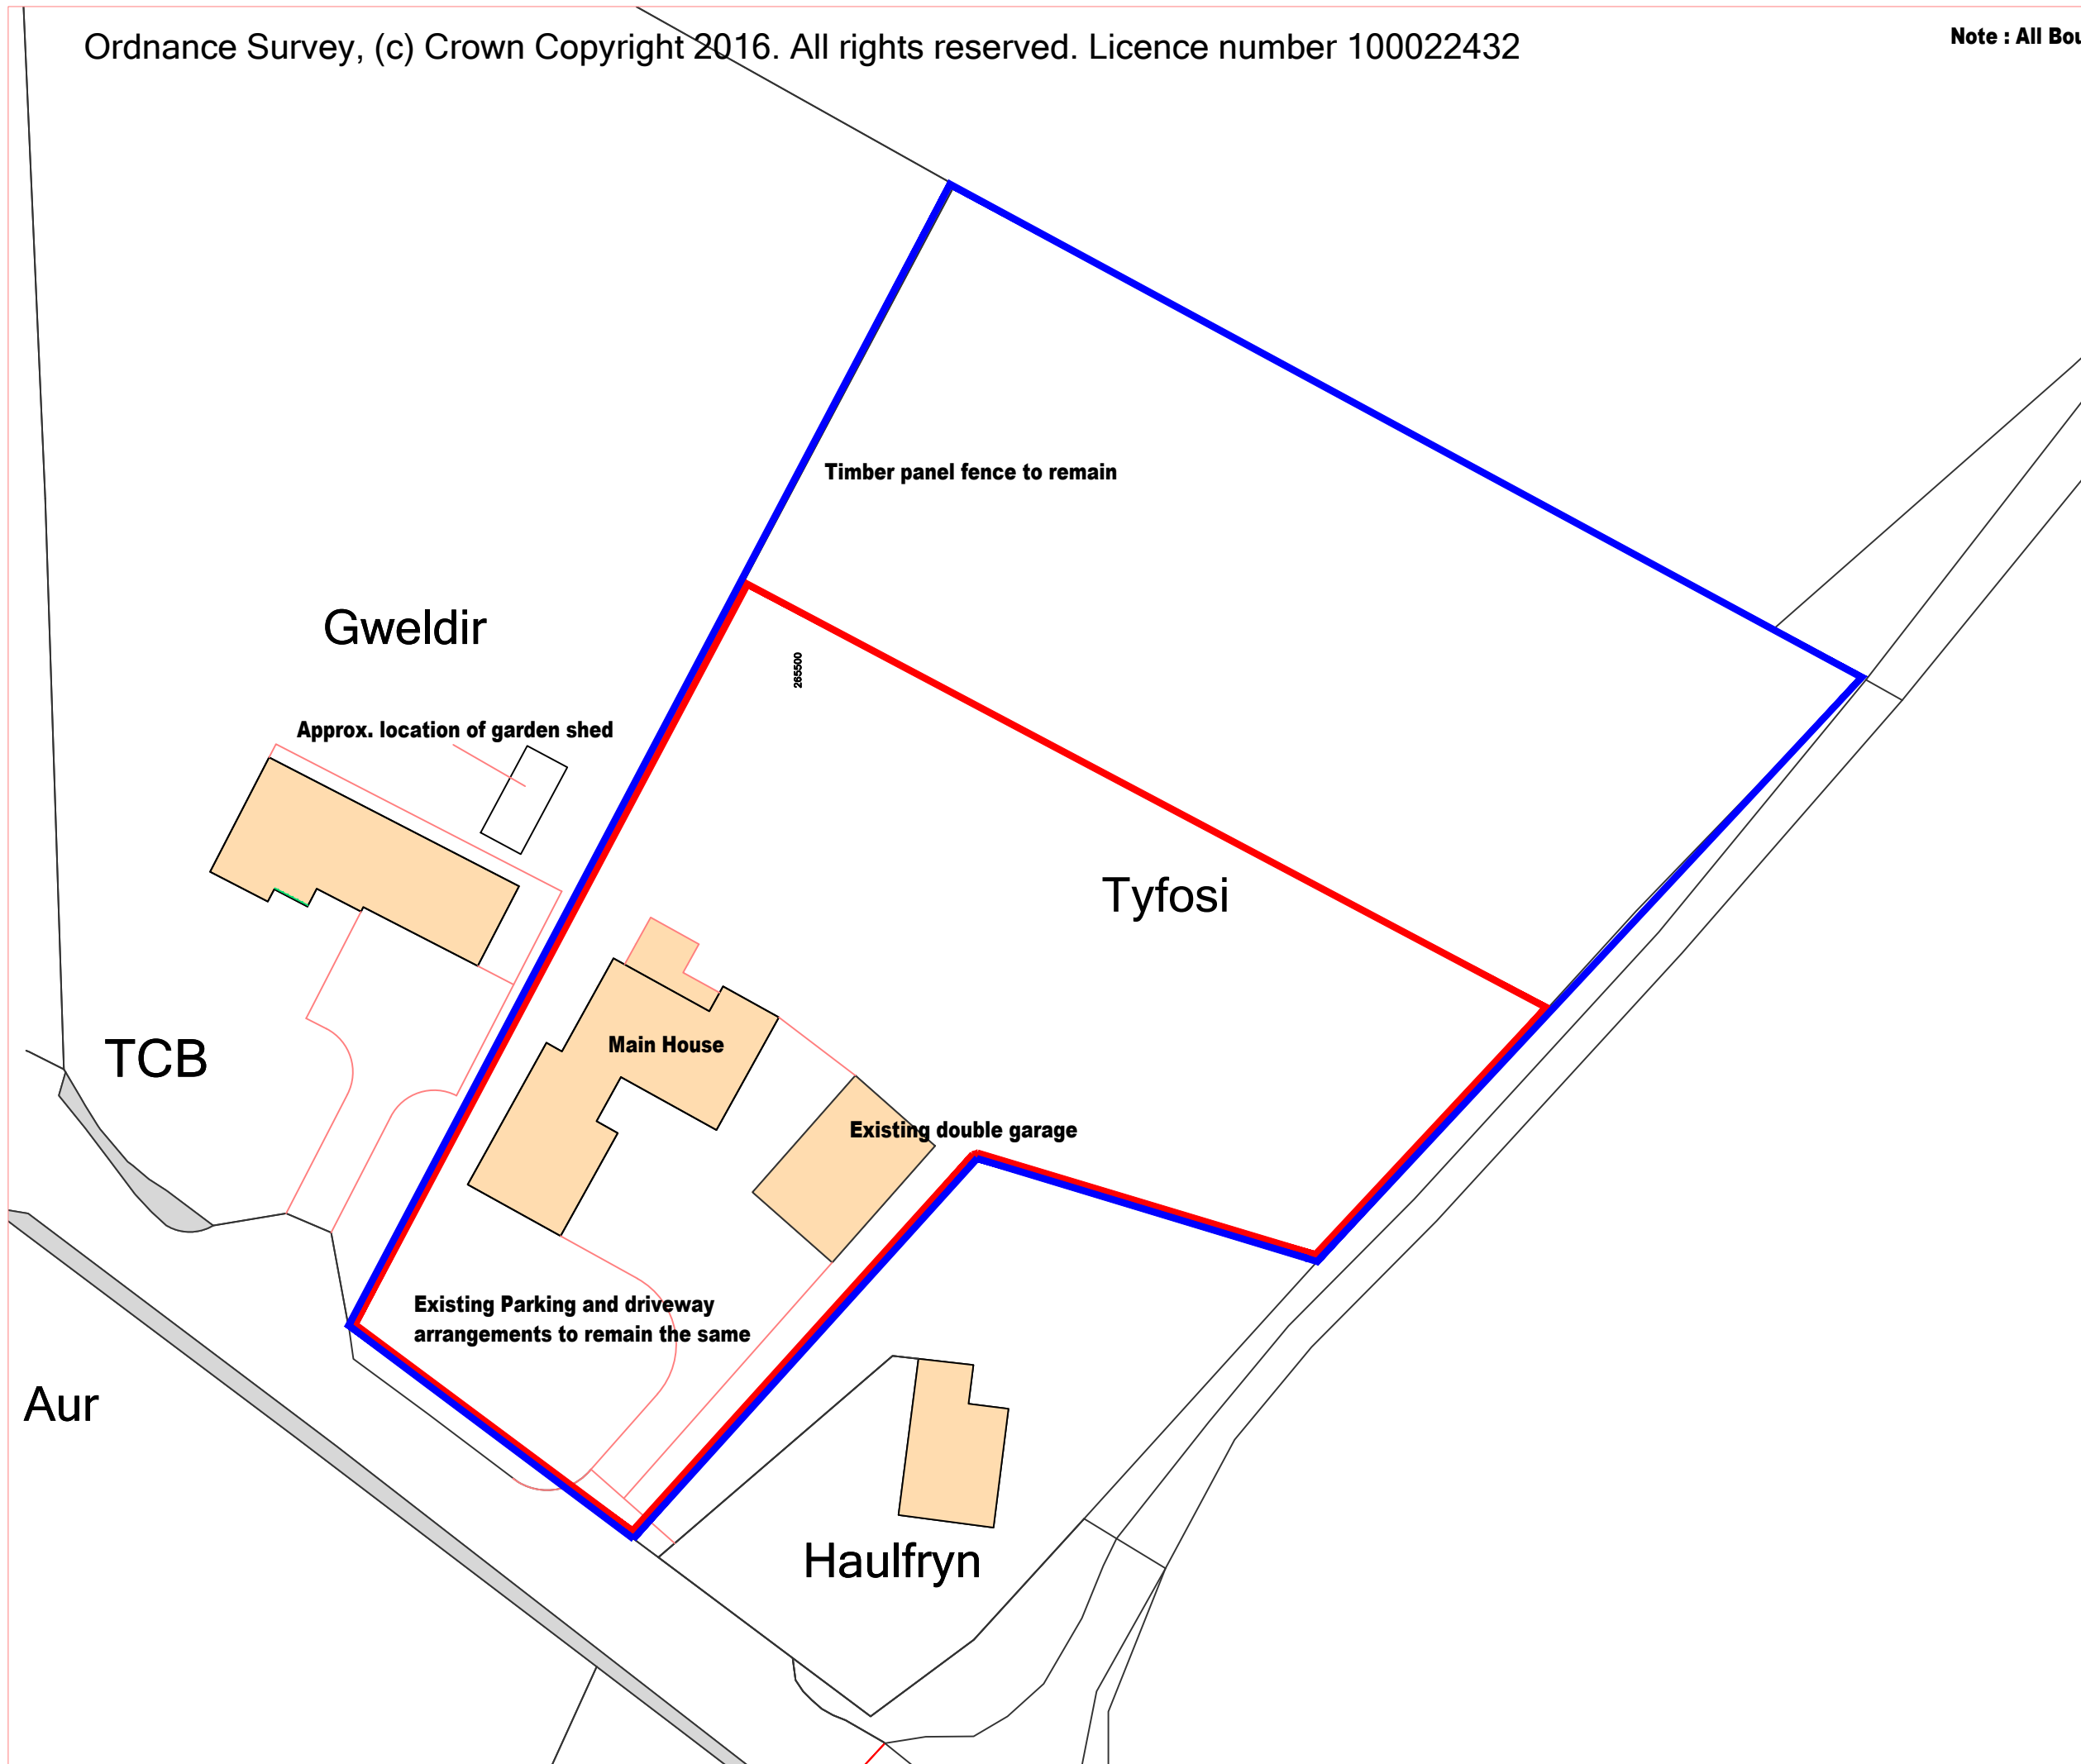 Ordnance Survey, (c) Crown Copyright 2016. All rights reserved. Licence number 100022432
Note : All
Timber panel fence to remain
Gweldir
265500
Approx. location of garden shed
Tyfosi
Main House
TCB
Existing double garage
Existing Parking and driveway
arrangements to remain the same
Aur
Haulfryn